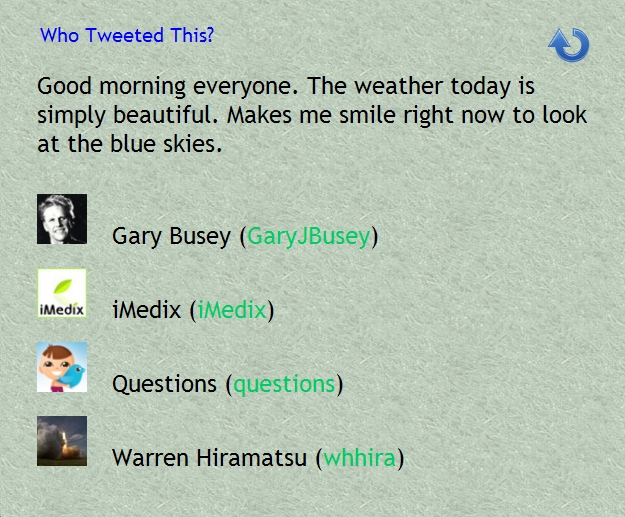 Who Tweeted This?
Good morning everyone. The weather today is
simply beautiful. Makes me smile right now to look
at the blue skies.
Gary Busey (GaryJBusey)
iMedix
iMedix (iMedix)
Questions (questions)
Warren Hiramatsu (whhira)